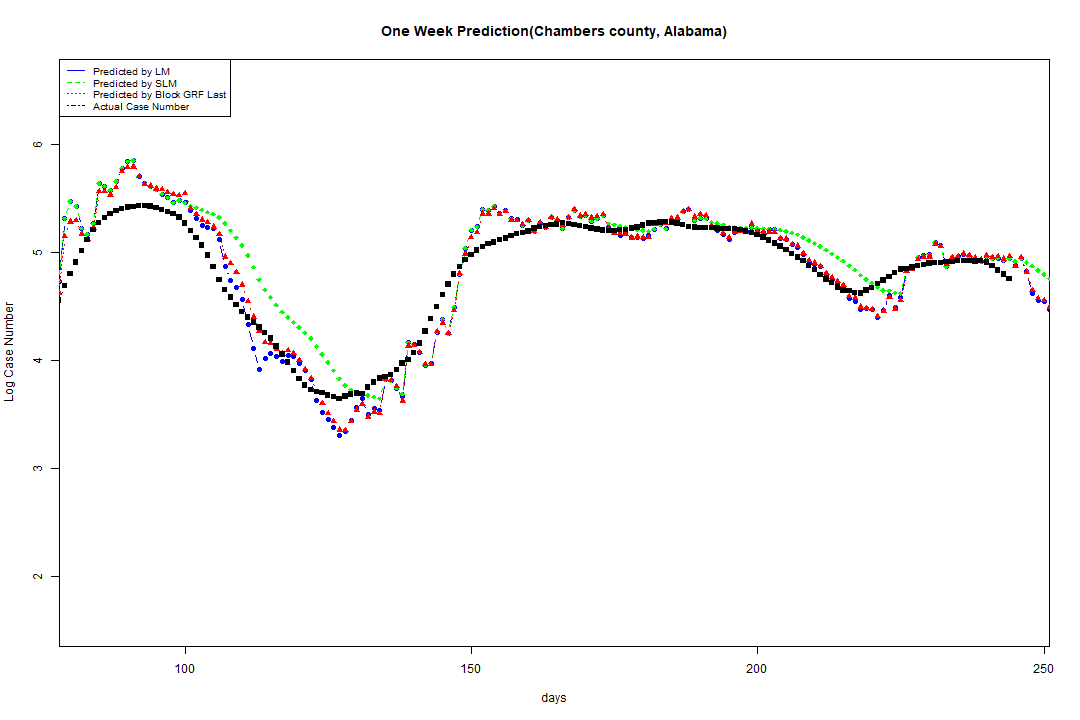 One Week Prediction(Chambers county, Alabama)
Predicted by LM
Predicted by SLM
Predicted by Block GRF Last
Actual Case Number
6
5
4
3
2
Log Case Number
100
150
200
250
days